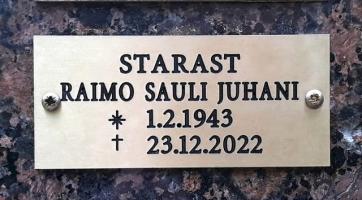 STARAST
RAIMO SAULI JUHANI
* 1.2.1943
† 23.12.2022